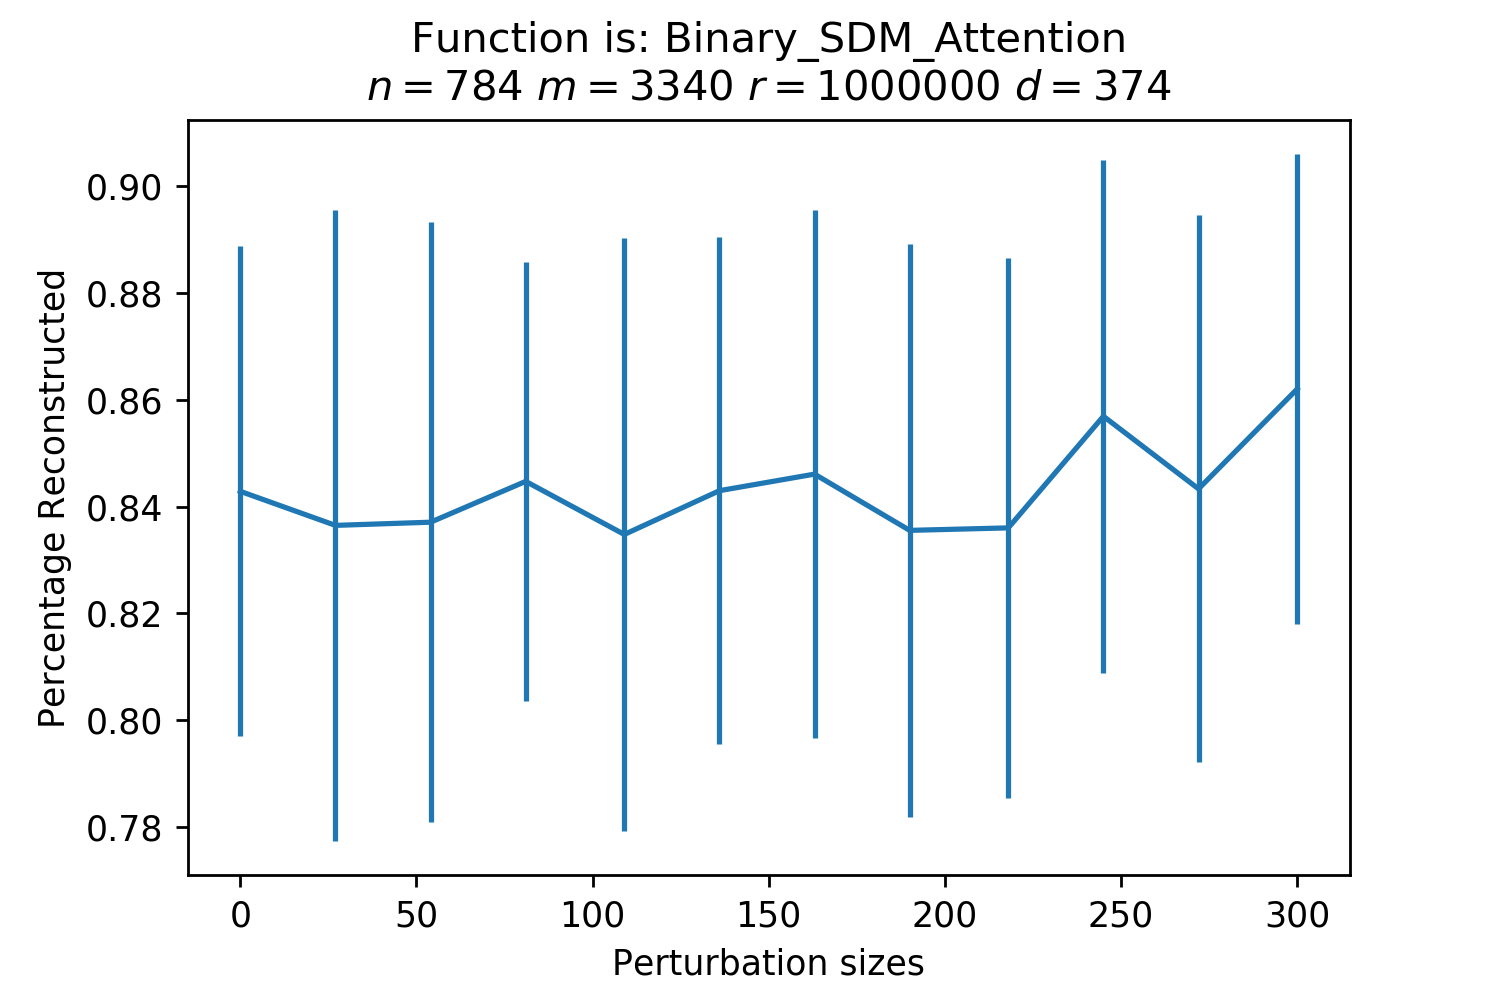 Function is: Binary_SDM_Attention
n = 784 m = 3340 r = 1000000 d = 374
Percentage Reconstructed
0.90
0.88
0.86
0.84
0.82
0.80
0.78
0 50 100 150 200 250 300
Perturbation sizes